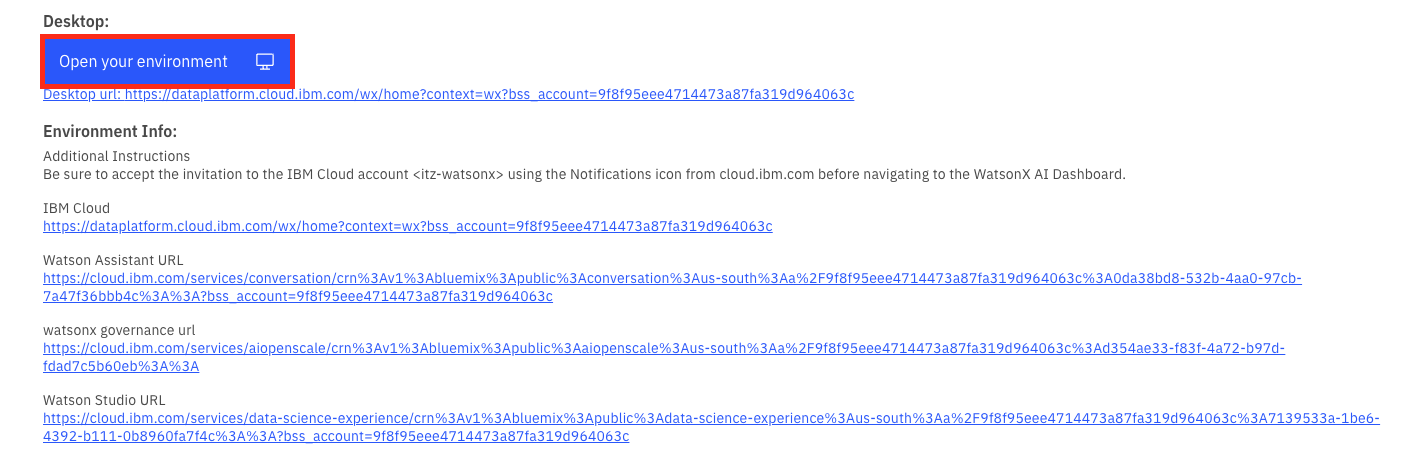 Desktop:
Open your environment
Desktop url: https://dataplatform.cloud.ibm.com/wx/home?context=wx?bss_account=9f8f95eee4714473a87fa319d964063c
Environment Info:
Additional Instructions
Be sure to accept the invitation to the IBM Cloud account <itz-watsonx> using the Notifications icon from cloud.ibm.com before navigating to the WatsonX AI Dashboard.
IBM Cloud
https://dataplatform.cloud.ibm.com/wx/home?context=wx?bss_account=9f8f95eee4714473a87fa319d964063c
Watson Assistant URL
https://cloud.ibm.com/services/conversation/crn%3Av1%3Abluemix%3Apublic%3Aconversation%3Aus-south%3Aa%2F9f8f95eee4714473a87fa319d964063c%3A0da38bd8-532b-4aa0-97cb-
7a47f36bbb4c%3A%3A?bss_account=9f8f95eee4714473a87fa319d964063c
watsonx governance url
https://cloud.ibm.com/services/aiopenscale/crn%3Av1%3Abluemix%3Apublic%3Aaiopenscale%3Aus-south%3Aa%2F9f8f95eee4714473a87fa319d964063c%3Ad354ae33-f83f-4a72-b97d-
fdad7c5b60eb%3A%3A
Watson Studio URL
https://cloud.ibm.com/services/data-science-experience/crn%3Av1%3Abluemix%3Apublic%3Adata-science-experience%3Aus-south%3Aa%2F9f8f95eee4714473a87fa319d964063c%3A7139533a-1be6-
4392-b111-0b8960fa7f4c%3A%3A?bss_account=9f8f95eee4714473a87fa319d964063c